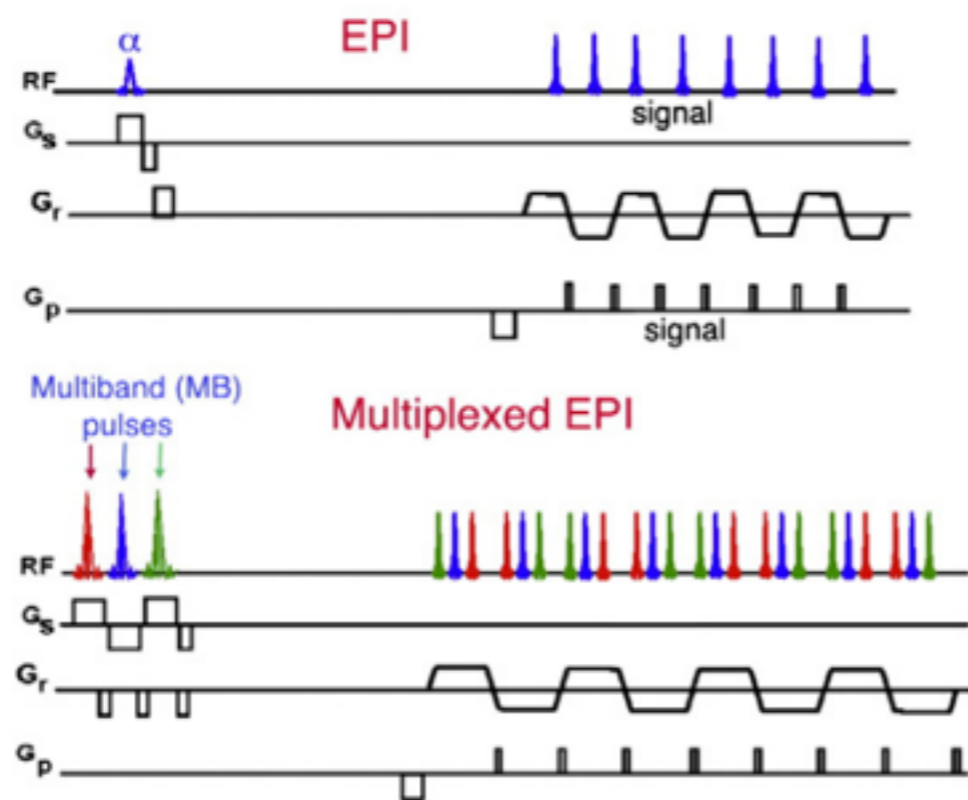 EPI
α
RF
signal
Gs
Gr
Gp
signal
Multiband (MB)
pulses
Multiplexed EPI
RF
Gs
Gr
Gp